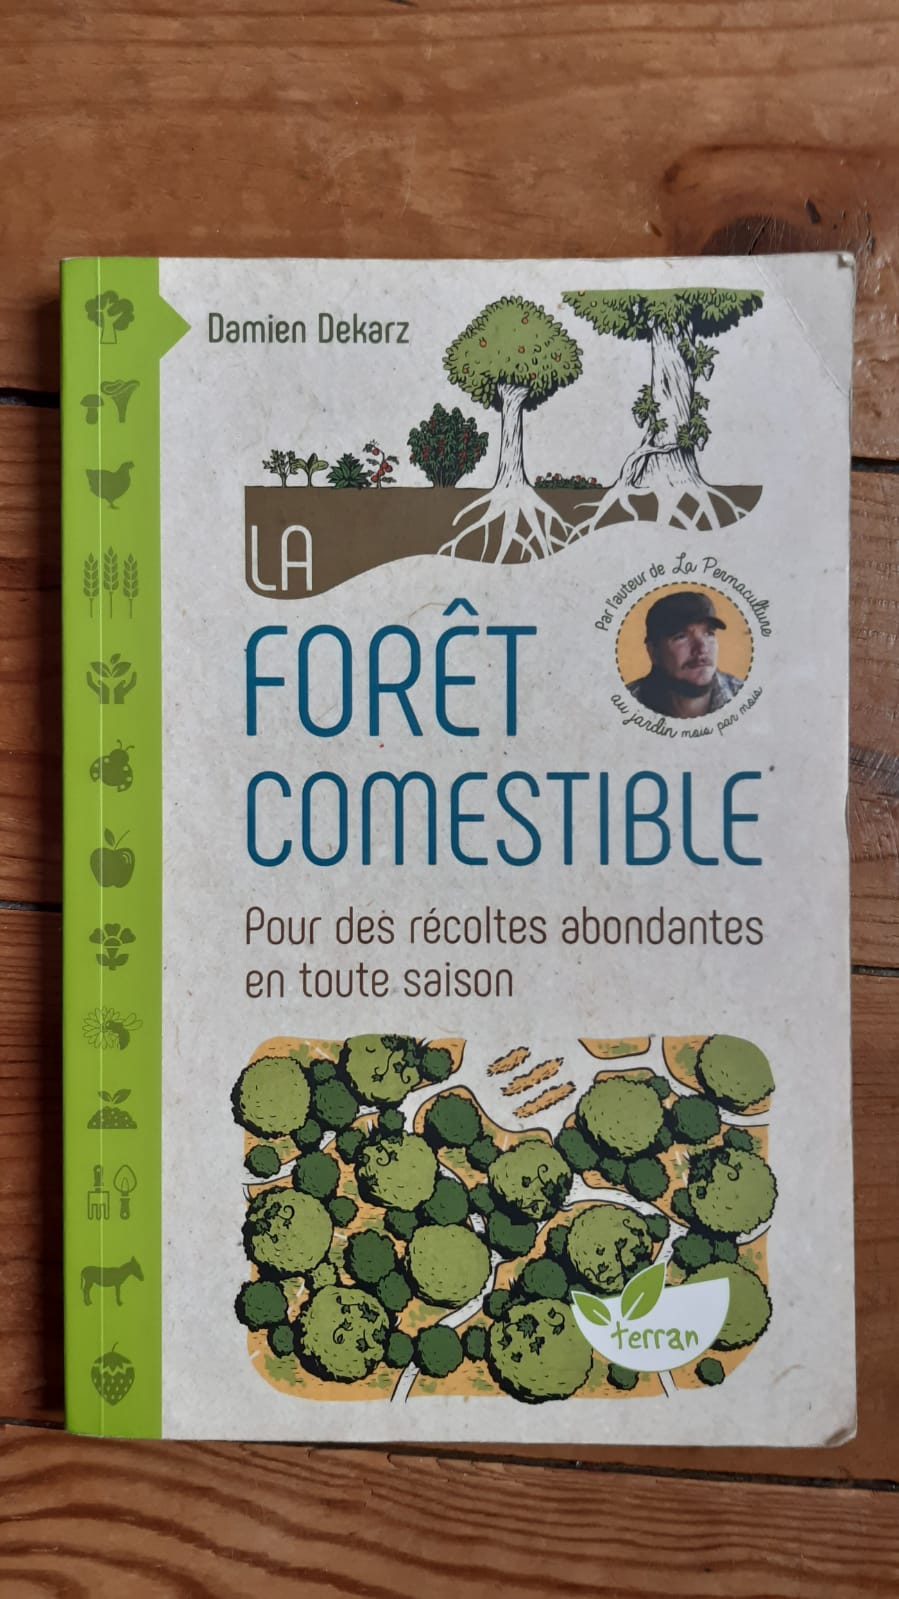 Damien Dekarz
LA
FORÊT
COMESTIBLE
Par l'auteur de La Permaculture
au jardin mois par mois
Pour des récoltes abondantes
en toute saison
terran